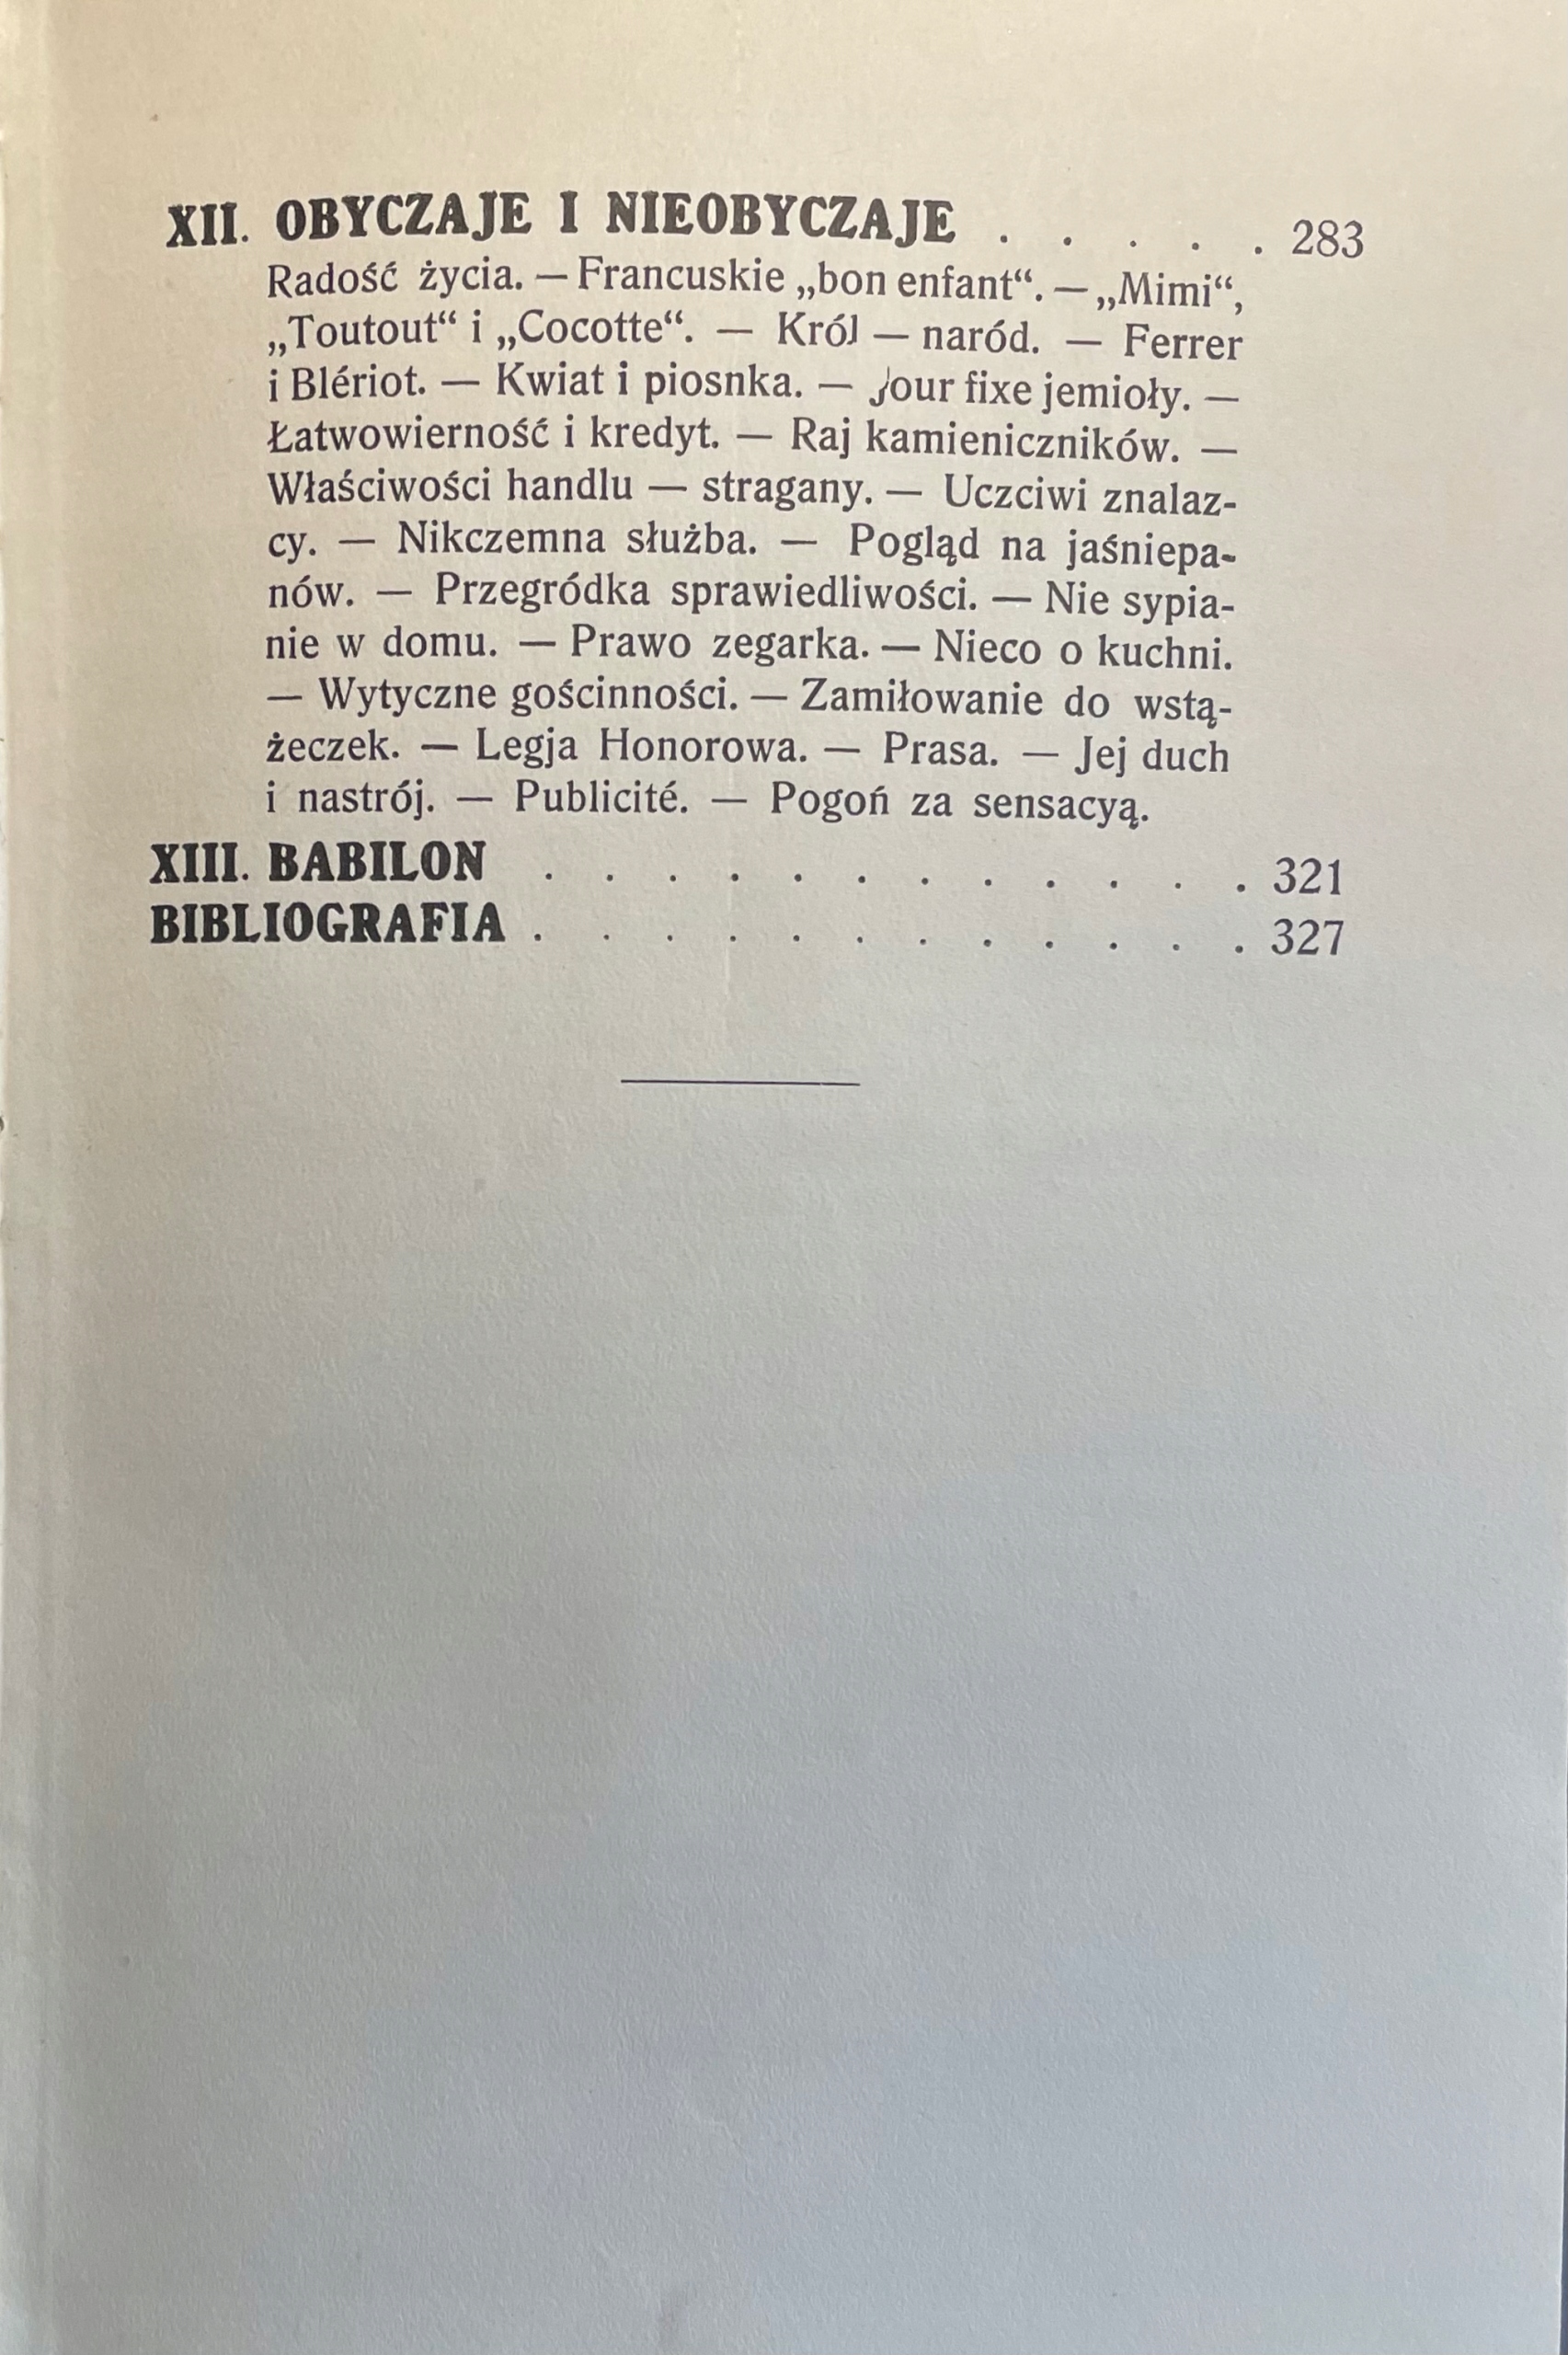 XII. OBYCZAJE I NIEOBYCZAJE . . . . . 283
Radość życia. — Francuskie „bon enfant“. — „Mimi“,
„Toutout“ i „Cocotte“. — Król — naród. — Ferrer
i Blériot. — Kwiat i piosnka. — Jour fixe jemioły. —
Łatwowierność i kredyt. — Raj kamieniczników. —
Właściwości handlu — stragany. — Uczciwi znalaz-
cy. — Nikczemna służba. — Pogląd na jaśniepa-
nów. — Przegródka sprawiedliwości. — Nie sypia-
nie w domu. — Prawo zegarka. — Nieco o kuchni.
— Wytyczne gościnności. — Zamiłowanie do wstą-
żeczek. — Legja Honorowa. — Prasa. — Jej duch
i nastrój. — Publicité. — Pogoń za sensacyą.
XIII. BABILON . . . . . . . . . . . . 321
BIBLIOGRAFIA . . . . . . . . . . . . 327